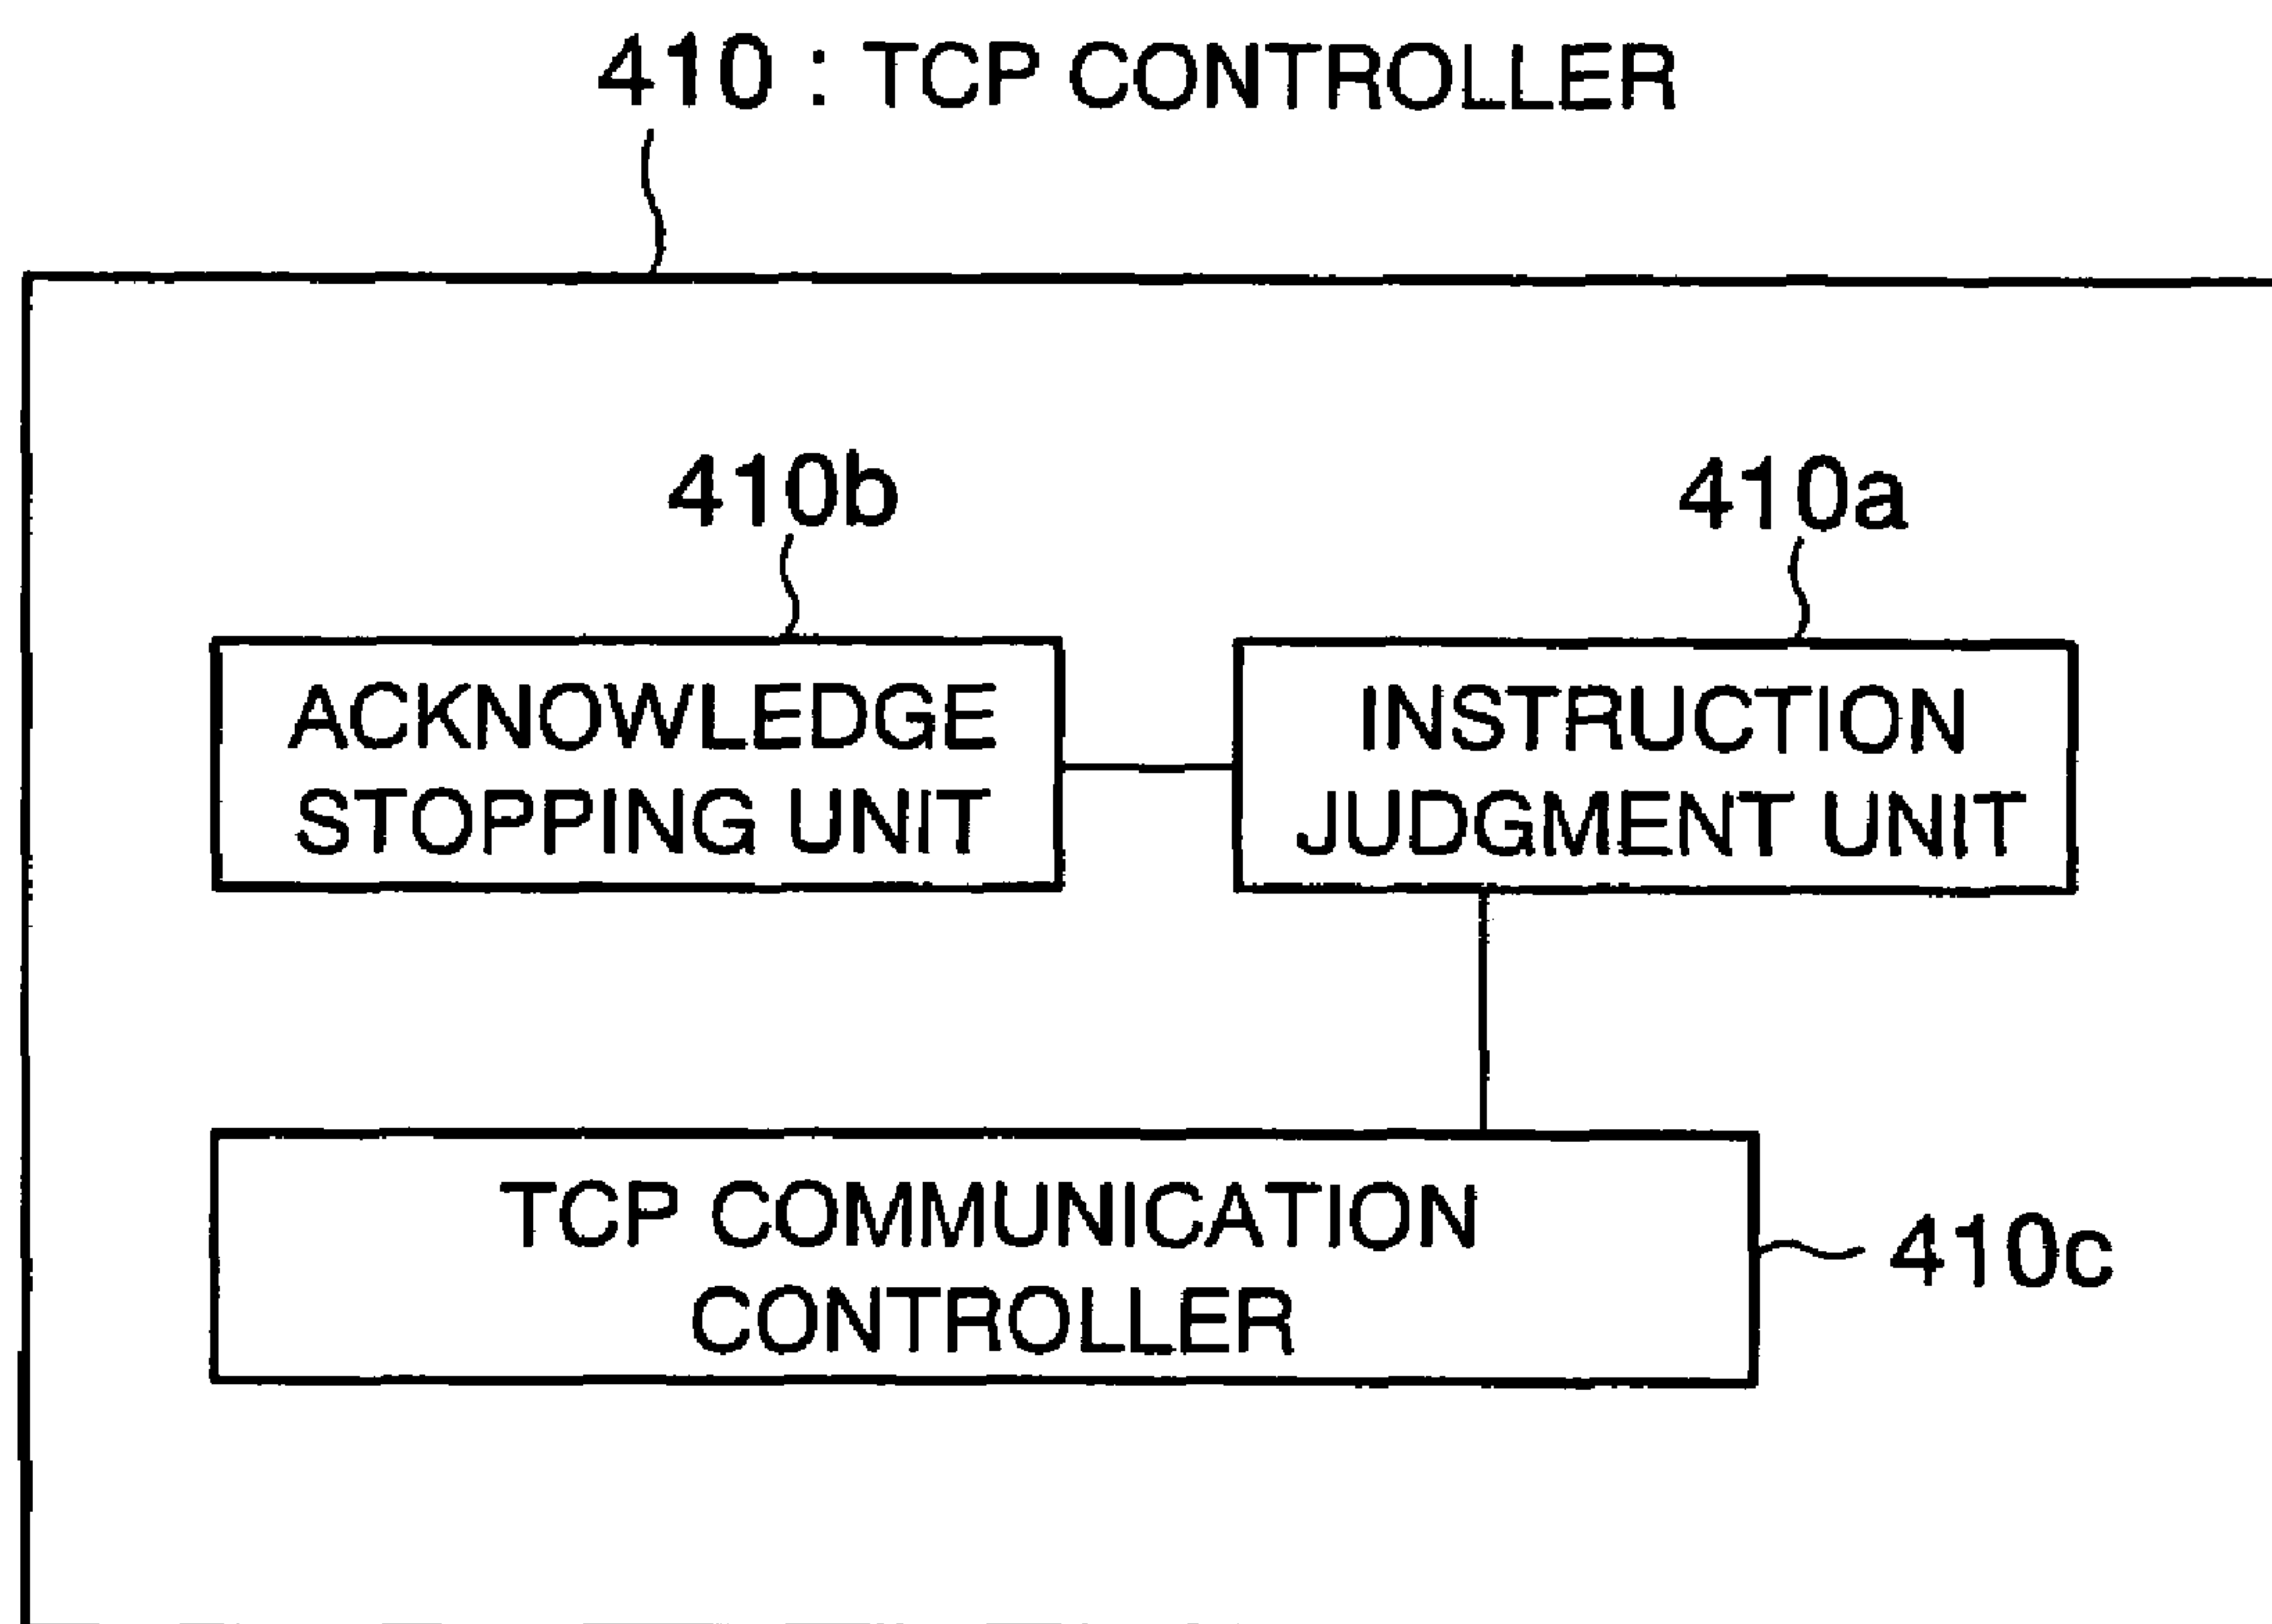 410 : TCP CONTROLLER
410b
410a
ACKNOWLEDGE
STOPPING UNIT
INSTRUCTION
JUDGMENT UNIT
TCP COMMUNICATION
CONTROLLER
410c